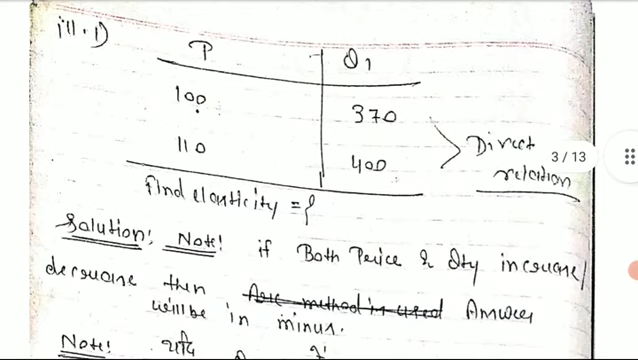 ill.1)
P Q1
100 370
110 400
Direct relation
3/13
Find elasticity = ?
Solution: Note! if Both Price & Qty increase/
decrease then Arc method is used Answer
will be in minus.
Note! यदि